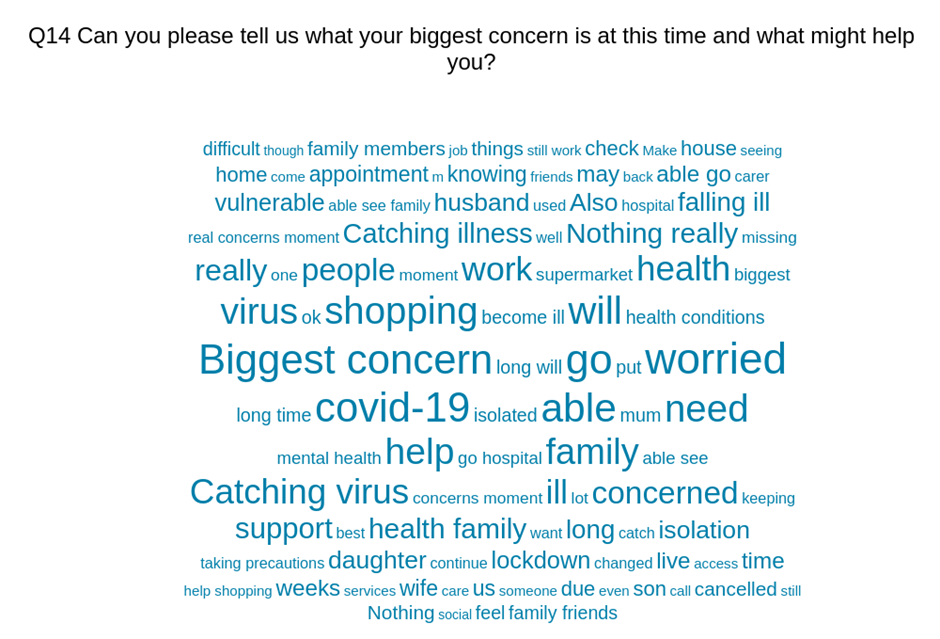 Q14 Can you please tell us what your biggest concern is at this time and what might help
you?
difficult though family members job things still work check Make house seeing
home come appointment m knowing friends may back able go carer
vulnerable able see family husband used Also hospital falling ill
real concerns moment Catching illness well Nothing really missing
really one people moment work supermarket health biggest
virus ok shopping become ill will health conditions
Biggest concern long will go put worried
long time covid-19 isolated able mum need
mental health help go hospital family able see
Catching virus concerns moment ill lot concerned keeping
support best health family want long catch isolation
taking precautions daughter continue lockdown changed live access time
help shopping weeks services wife care us someone due even son call cancelled still
Nothing social feel family friends